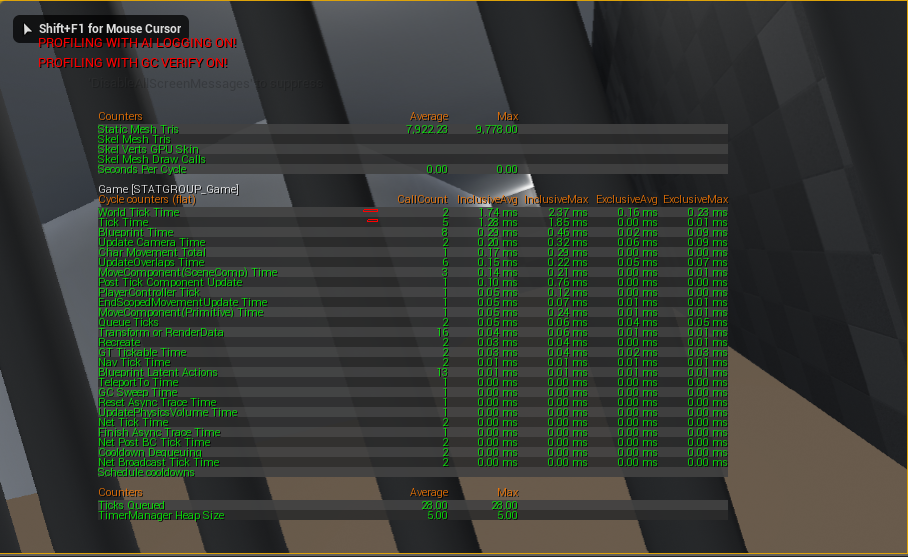 Shift+F1 for Mouse Cursor
PROFILING WITH AI LOGGING ON!
PROFILING WITH GC VERIFY ON!
'DisableAllScreenMessages' to suppress
Counters Average Max
Static Mesh Tris 7,922.23 9,778.00
Skel Mesh Tris
Skel Verts GPU Skin
Skel Mesh Draw Calls
Seconds Per Cycle 0.00 0.00
Game [STATGROUP_Game]
Cycle counters (flat) CallCount InclusiveAvg InclusiveMax ExclusiveAvg ExclusiveMax
World Tick Time 2 1.74 ms 2.37 ms 0.16 ms 0.23 ms
Tick Time 5 1.28 ms 1.85 ms 0.00 ms 0.01 ms
Blueprint Time 8 0.29 ms 0.46 ms 0.02 ms 0.09 ms
Update Camera Time 2 0.20 ms 0.32 ms 0.06 ms 0.09 ms
Char Movement Total 1 0.17 ms 0.29 ms 0.00 ms 0.00 ms
UpdateOverlaps Time 6 0.15 ms 0.22 ms 0.05 ms 0.07 ms
MoveComponent(SceneComp) Time 3 0.14 ms 0.21 ms 0.00 ms 0.01 ms
Post Tick Component Update 1 0.10 ms 0.76 ms 0.00 ms 0.00 ms
PlayerController Tick 1 0.05 ms 0.12 ms 0.00 ms 0.00 ms
EndScopedMovementUpdate Time 1 0.05 ms 0.07 ms 0.01 ms 0.01 ms
MoveComponent(Primitive) Time 1 0.05 ms 0.24 ms 0.01 ms 0.01 ms
Queue Ticks 2 0.05 ms 0.06 ms 0.04 ms 0.05 ms
Transform or RenderData 16 0.04 ms 0.06 ms 0.01 ms 0.01 ms
Recreate 2 0.03 ms 0.04 ms 0.00 ms 0.01 ms
GT Tickable Time 2 0.03 ms 0.04 ms 0.02 ms 0.03 ms
Nav Tick Time 2 0.01 ms 0.01 ms 0.01 ms 0.01 ms
Blueprint Latent Actions 13 0.01 ms 0.01 ms 0.01 ms 0.01 ms
TeleportTo Time 1 0.00 ms 0.00 ms 0.00 ms 0.00 ms
GC Sweep Time 1 0.00 ms 0.00 ms 0.00 ms 0.00 ms
Reset Async Trace Time 1 0.00 ms 0.00 ms 0.00 ms 0.00 ms
UpdatePhysicsVolume Time 1 0.00 ms 0.00 ms 0.00 ms 0.00 ms
Net Tick Time 2 0.00 ms 0.00 ms 0.00 ms 0.00 ms
Finish Async Trace Time 1 0.00 ms 0.00 ms 0.00 ms 0.00 ms
Net Post BC Tick Time 2 0.00 ms 0.00 ms 0.00 ms 0.00 ms
Cooldown Dequeuing 2 0.00 ms 0.00 ms 0.00 ms 0.00 ms
Net Broadcast Tick Time 2 0.00 ms 0.00 ms 0.00 ms 0.00 ms
Schedule cooldowns
Counters Average Max
Ticks Queued 28.00 28.00
TimerManager Heap Size 5.00 5.00